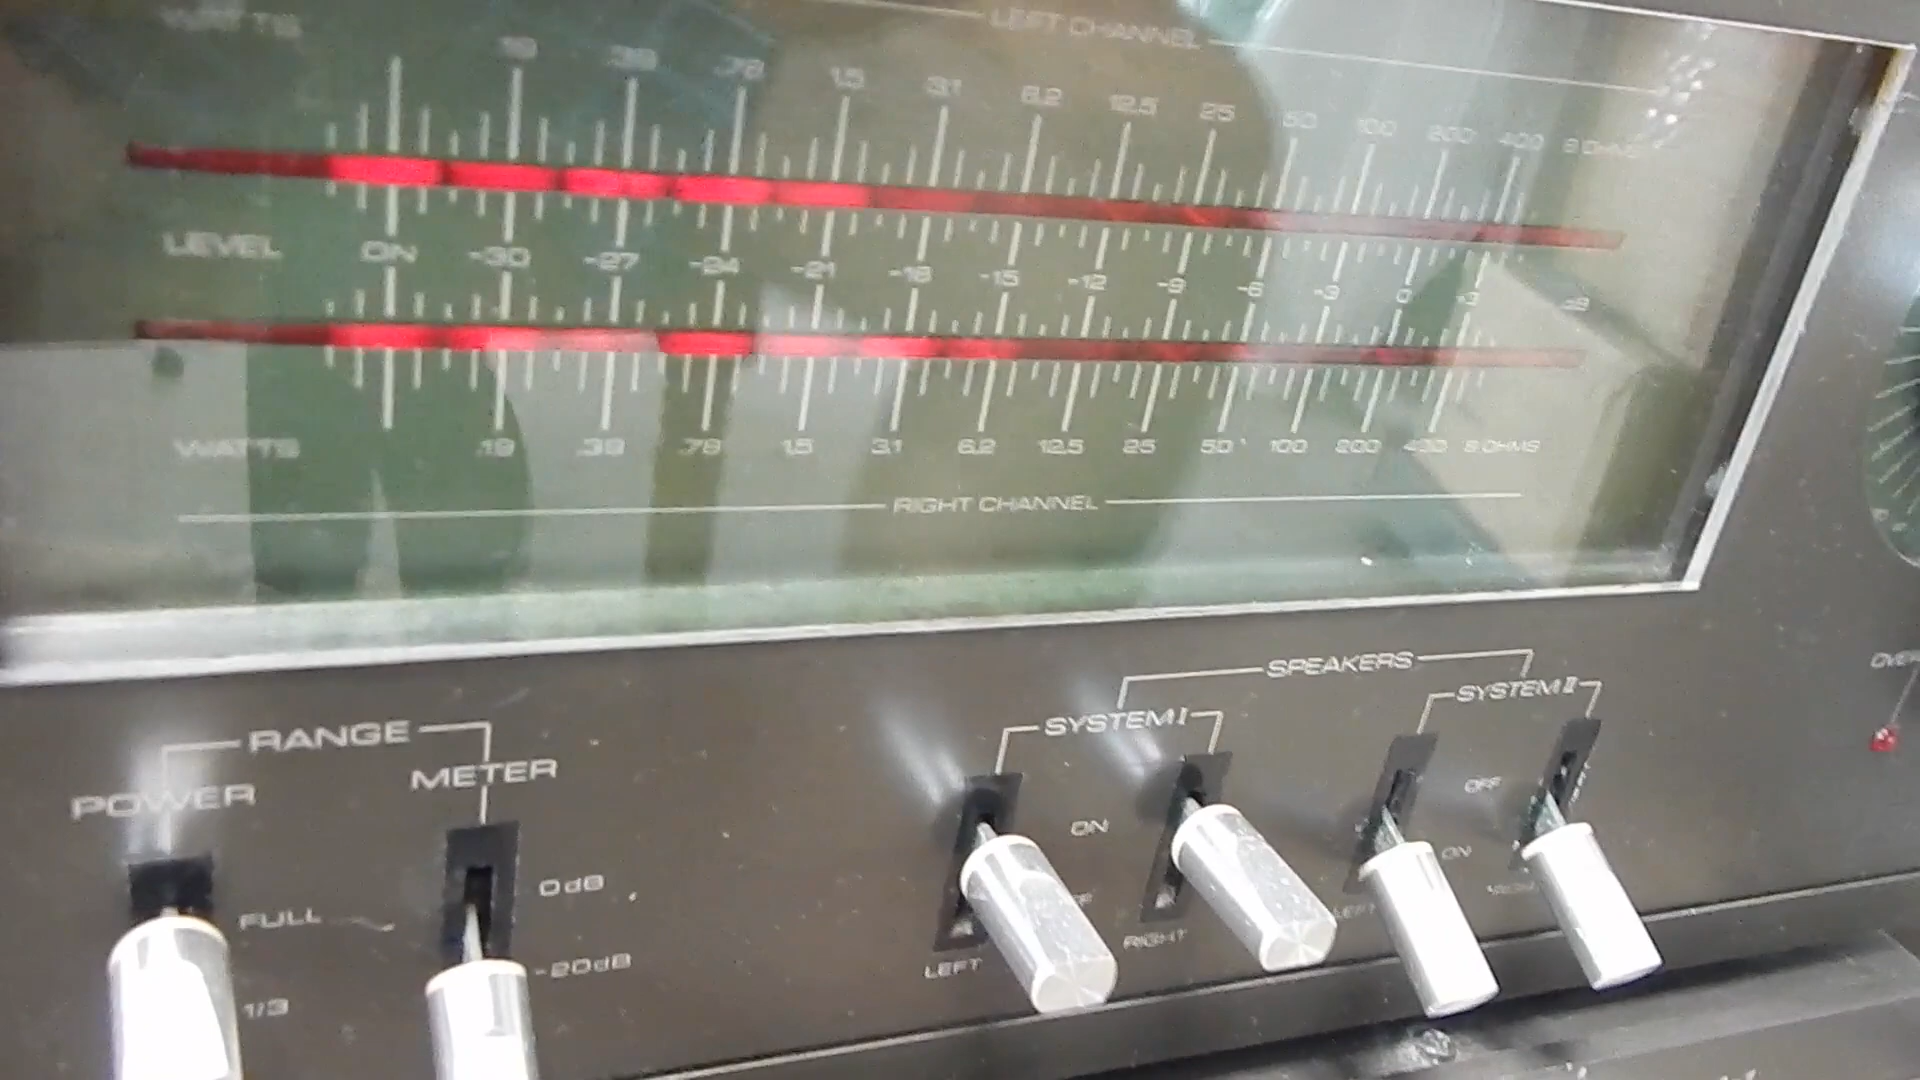 WATTS
LEFT CHANNEL
.19 .39 .78 1.5 3.1 6.2 12.5 25 50 100 200 400 8 OHMS
LEVEL ON -30 -27 -24 -21 -18 -15 -12 -9 -6 -3 0 +3 dB
WATTS .19 .39 .78 1.5 3.1 6.2 12.5 25 50 100 200 400 8 OHMS
RIGHT CHANNEL
SPEAKERS
SYSTEM I SYSTEM II
RANGE
POWER METER
OFF
ON ON
0dB
FULL
-20dB
1/3
LEFT RIGHT LEFT